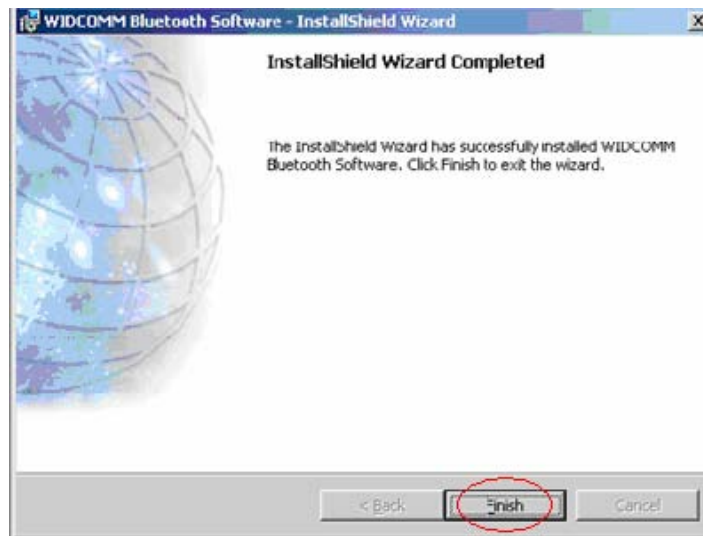 WIDCOMM Bluetooth Software - InstallShield Wizard
InstallShield Wizard Completed
The InstallShield Wizard has successfully installed WIDCOMM
Bluetooth Software. Click Finish to exit the wizard.
< Back
Finish
Cancel